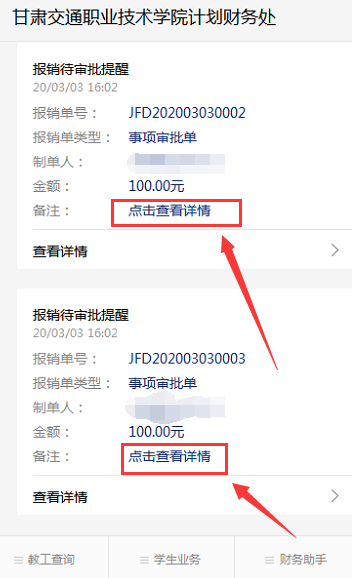 甘肃交通职业技术学院计划财务处
报销待审批提醒
20/03/03 16:02
报销单号： JFD202003030002
报销单类型： 事项审批单
制单人：
金额： 100.00元
备注： 点击查看详情
查看详情
报销待审批提醒
20/03/03 16:02
报销单号： JFD202003030003
报销单类型： 事项审批单
制单人：
金额： 100.00元
备注： 点击查看详情
查看详情
教工查询 学生业务 财务助手